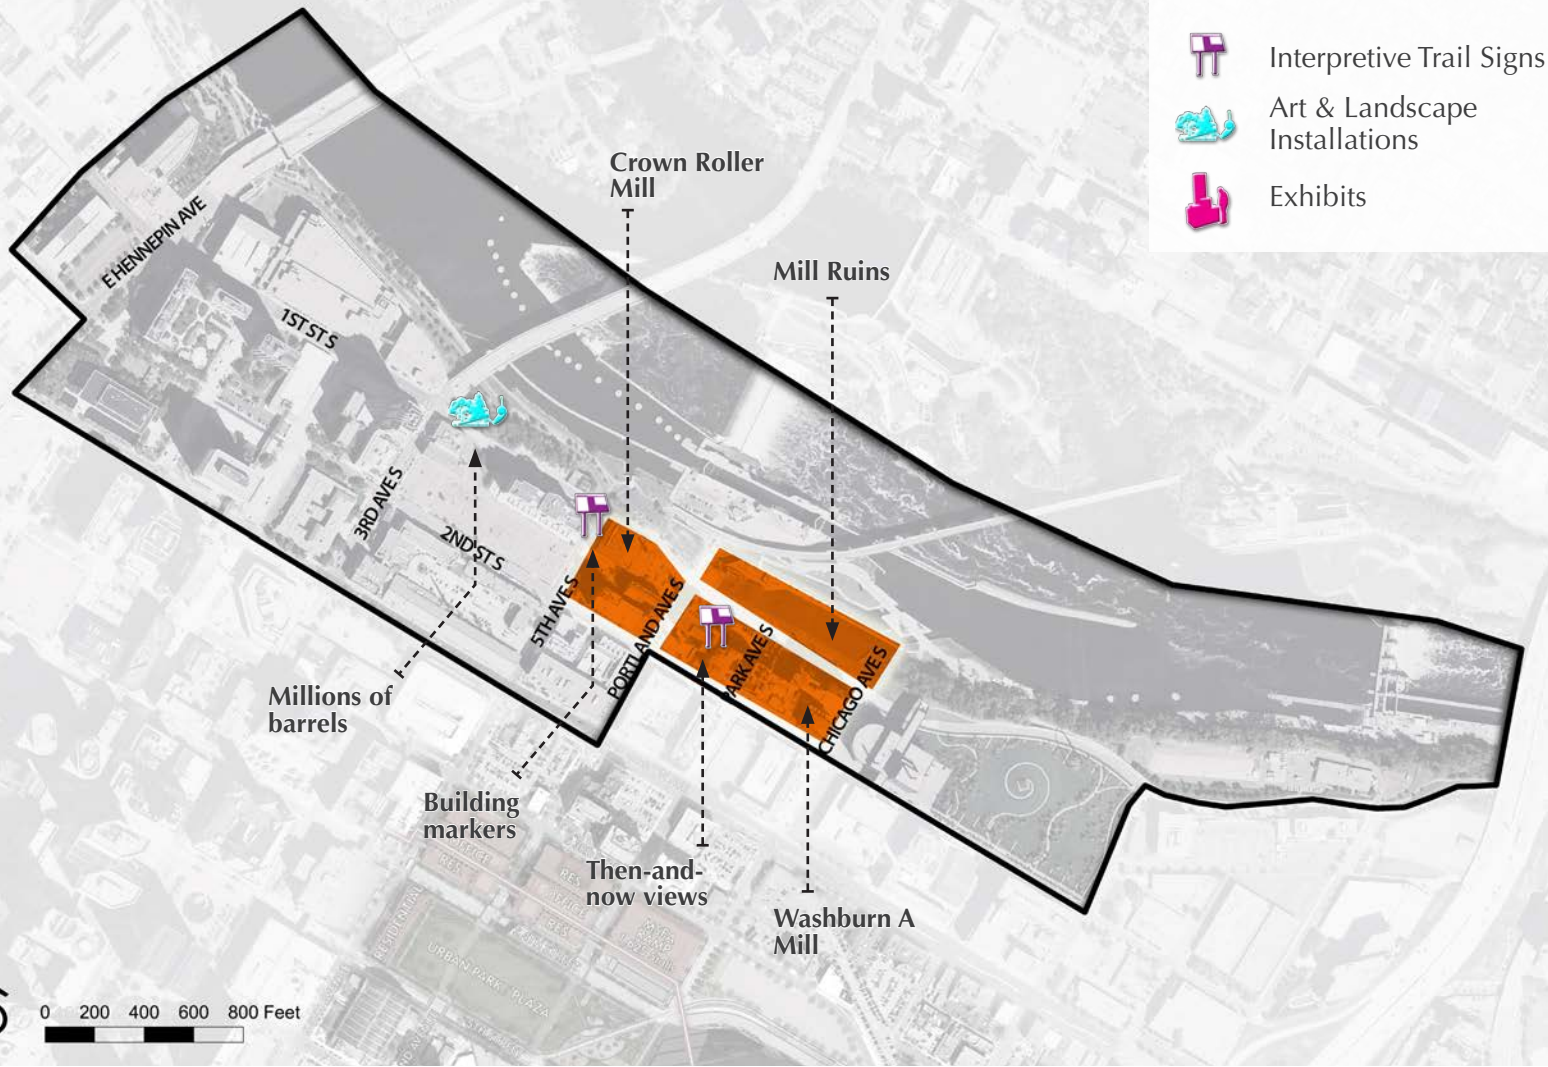 Interpretive Trail Signs
Art & Landscape
Installations
Exhibits
Crown Roller
Mill
Mill Ruins
E HENNEPIN AVE
1ST ST S
3RD AVE S
2ND ST S
5TH AVE S
PORTLAND AVE S
PARK AVE S
CHICAGO AVE S
Millions of
barrels
Building
markers
Then-and-
now views
Washburn A
Mill
RESIDENTIAL
URBAN PARK / PLAZA
0 200 400 600 800 Feet